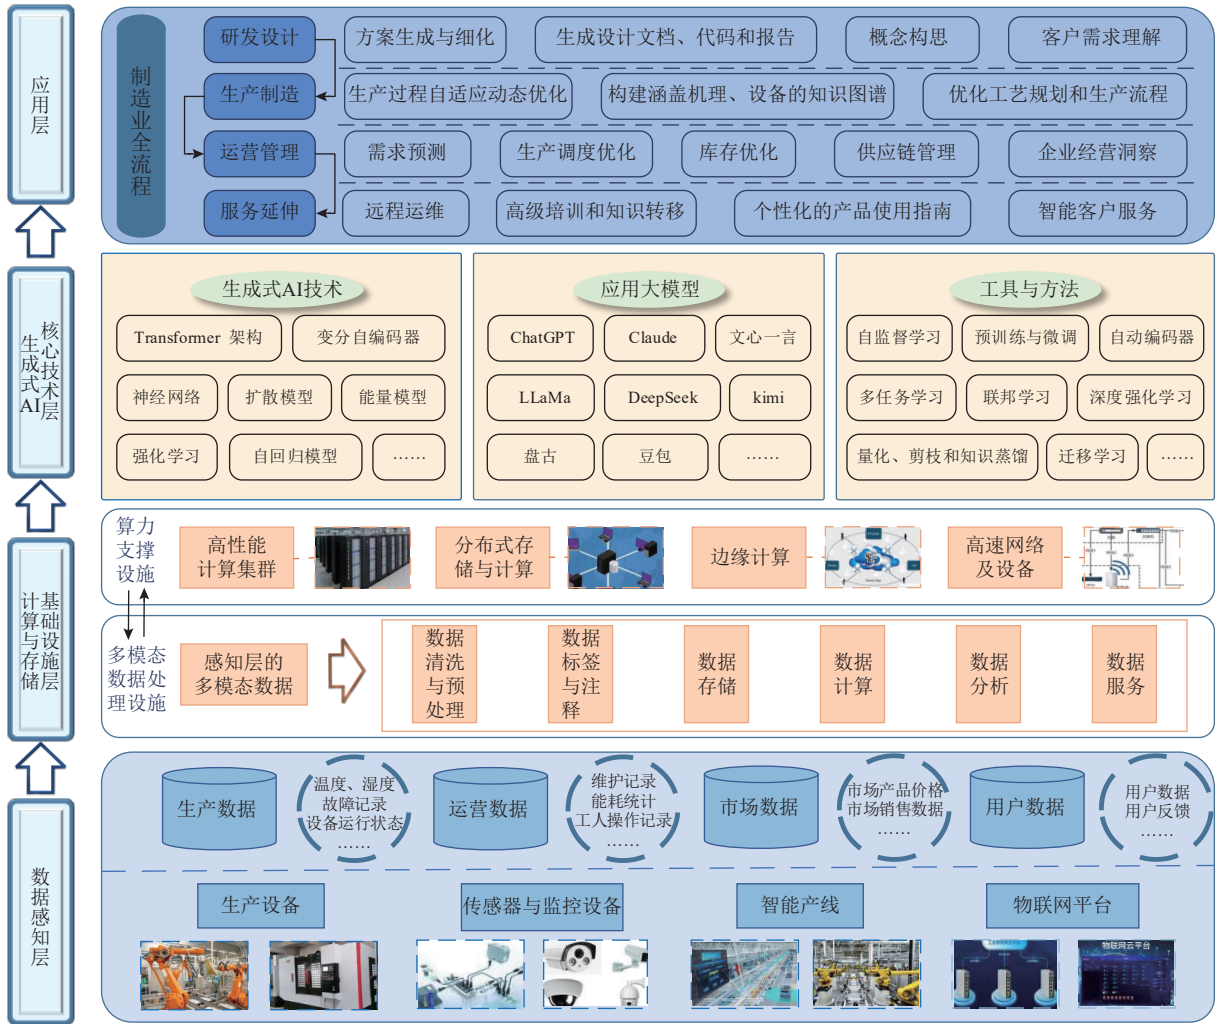 应用层
制造业全流程
研发设计
方案生成与细化
生成设计文档、代码和报告
概念构思
客户需求理解
生产制造
生产过程自适应动态优化
构建涵盖机理、设备的知识图谱
优化工艺规划和生产流程
运营管理
需求预测
生产调度优化
库存优化
供应链管理
企业经营洞察
服务延伸
远程运维
高级培训和知识转移
个性化的产品使用指南
智能客户服务
生成式AI
核心技术层
生成式AI技术
Transformer 架构
变分自编码器
神经网络
扩散模型
能量模型
强化学习
自回归模型
……
应用大模型
ChatGPT
Claude
文心一言
LLaMa
DeepSeek
kimi
盘古
豆包
……
工具与方法
自监督学习
预训练与微调
自动编码器
多任务学习
联邦学习
深度强化学习
量化、剪枝和知识蒸馏
迁移学习
……
计算与存储
基础设施层
算力
支撑
设施
高性能
计算集群
分布式存
储与计算
边缘计算
高速网络
及设备
多模态
数据处
理设施
感知层的
多模态数据
数据
清洗
与预
处理
数据
标签
与注
释
数据
存储
数据
计算
数据
分析
数据
服务
数据感知层
生产数据
温度、湿度
故障记录
设备运行状态
……
运营数据
维护记录
能耗统计
工人操作记录
……
市场数据
市场产品价格
市场销售数据
……
用户数据
用户数据
用户反馈
……
生产设备
传感器与监控设备
智能产线
物联网平台
物联网云平台